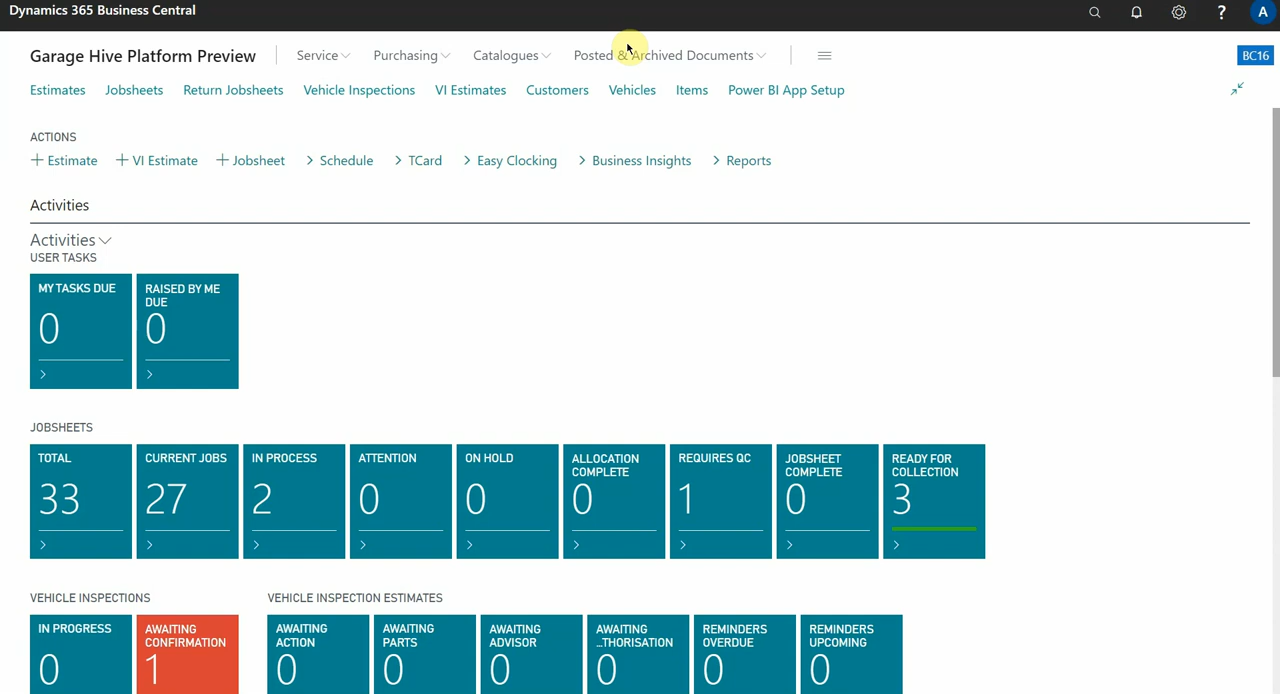 Dynamics 365 Business Central
? A
Garage Hive Platform Preview Service Purchasing Catalogues Posted & Archived Documents BC16
Estimates Jobsheets Return Jobsheets Vehicle Inspections VI Estimates Customers Vehicles Items Power BI App Setup
ACTIONS
+ Estimate + VI Estimate + Jobsheet > Schedule > TCard > Easy Clocking > Business Insights > Reports
Activities
Activities
USER TASKS
MY TASKS DUE
0
RAISED BY ME
DUE
0
JOBSHEETS
TOTAL
33
CURRENT JOBS
27
IN PROCESS
2
ATTENTION
0
ON HOLD
0
ALLOCATION
COMPLETE
0
REQUIRES QC
1
JOBSHEET
COMPLETE
0
READY FOR
COLLECTION
3
VEHICLE INSPECTIONS
IN PROGRESS
0
AWAITING
CONFIRMATION
1
VEHICLE INSPECTION ESTIMATES
AWAITING
ACTION
0
AWAITING
PARTS
0
AWAITING
ADVISOR
0
AWAITING
...THORISATION
0
REMINDERS
OVERDUE
0
REMINDERS
UPCOMING
0